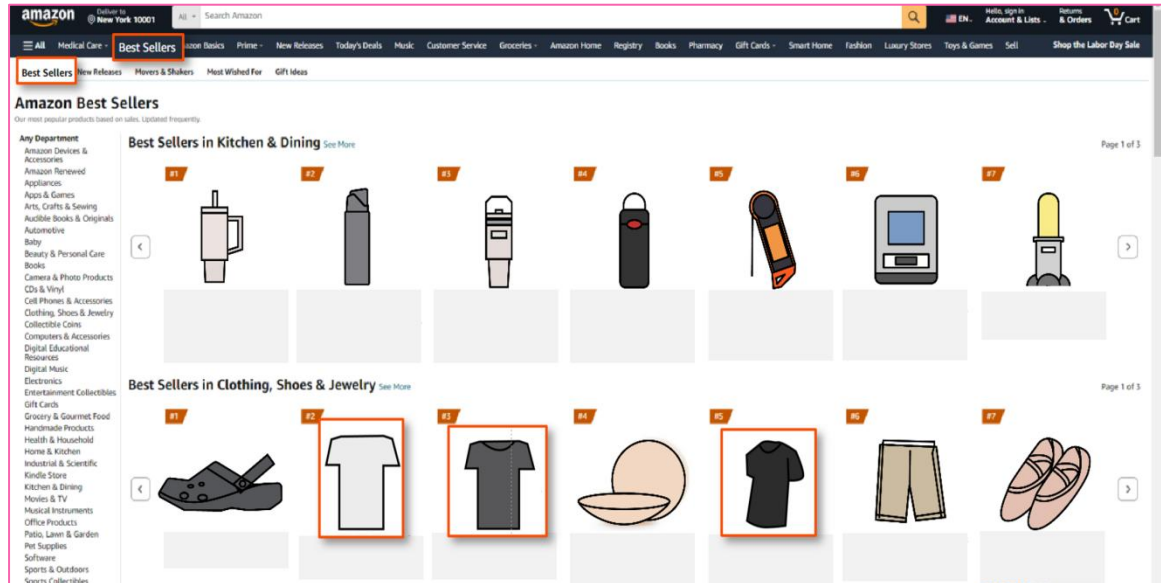 amazon
Deliver to
New York 10001
All
Search Amazon
EN
Hello, sign in
Account & Lists
Returns
& Orders
0
Cart
All
Medical Care
Best Sellers
Amazon Basics
Prime
New Releases
Today's Deals
Music
Customer Service
Groceries
Amazon Home
Registry
Books
Pharmacy
Gift Cards
Smart Home
Fashion
Luxury Stores
Toys & Games
Sell
Shop the Labor Day Sale
Best Sellers
New Releases
Movers & Shakers
Most Wished For
Gift Ideas
Amazon Best Sellers
Our most popular products based on sales. Updated frequently.
Any Department
Amazon Devices &
Accessories
Amazon Renewed
Appliances
Apps & Games
Arts, Crafts & Sewing
Audible Books & Originals
Automotive
Baby
Beauty & Personal Care
Books
Camera & Photo Products
CDs & Vinyl
Cell Phones & Accessories
Clothing, Shoes & Jewelry
Collectible Coins
Computers & Accessories
Digital Educational
Resources
Digital Music
Electronics
Entertainment Collectibles
Gift Cards
Grocery & Gourmet Food
Handmade Products
Health & Household
Home & Kitchen
Industrial & Scientific
Kindle Store
Kitchen & Dining
Movies & TV
Musical Instruments
Office Products
Patio, Lawn & Garden
Pet Supplies
Software
Sports & Outdoors
Sports Collectibles
Best Sellers in Kitchen & Dining See More
Page 1 of 3
#1
#2
#3
#4
#5
#6
#7
Best Sellers in Clothing, Shoes & Jewelry See More
Page 1 of 3
#1
#2
#3
#4
#5
#6
#7